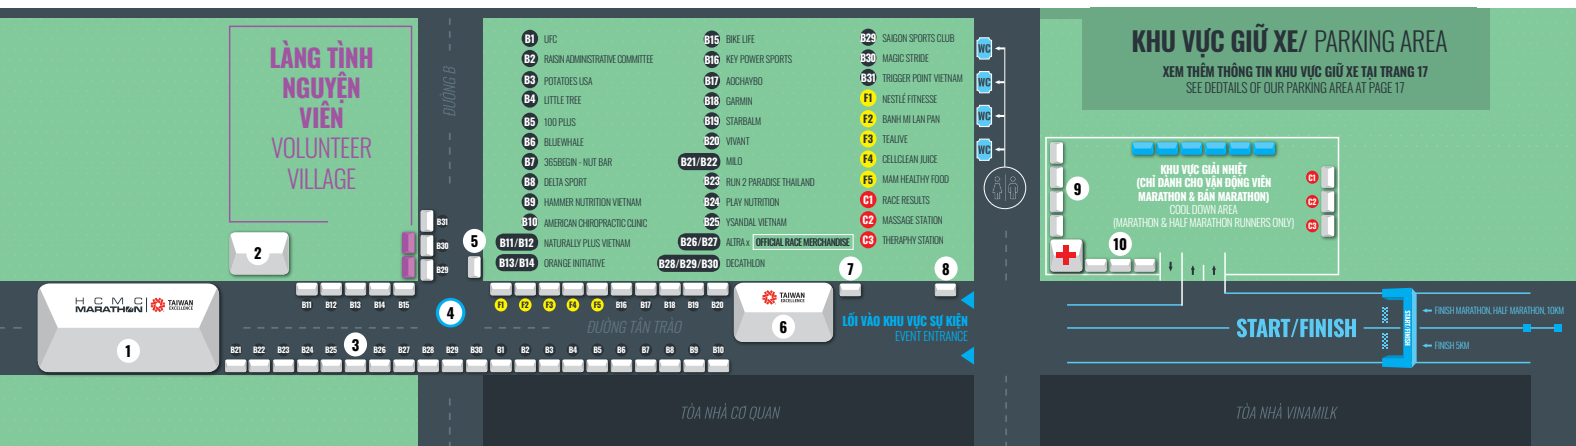 LÀNG TÌNH
NGUYỆN
VIÊN
VOLUNTEER
VILLAGE
ĐƯỜNG B
B1 UFC
B2 RAISIN ADMINISTRATIVE COMMITTEE
B3 POTATOES USA
B4 LITTLE TREE
B5 100 PLUS
B6 BLUEWHALE
B7 365BEGIN - NUT BAR
B8 DELTA SPORT
B9 HAMMER NUTRITION VIETNAM
B10 AMERICAN CHIROPRACTIC CLINIC
B11/B12 NATURALLY PLUS VIETNAM
B13/B14 ORANGE INITIATIVE
B15 BIKE LIFE
B16 KEY POWER SPORTS
B17 AOCHAYBO
B18 GARMIN
B19 STARBALM
B20 VIVANT
B21/B22 MILO
B23 RUN 2 PARADISE THAILAND
B24 PLAY NUTRITION
B25 YSANDAL VIETNAM
B26/B27 ALTRA x OFFICIAL RACE MERCHANDISE
B28/B29/B30 DECATHLON
B29 SAIGON SPORTS CLUB
B30 MAGIC STRIDE
B31 TRIGGER POINT VIETNAM
F1 NESTLÉ FITNESSE
F2 BANH MI LAN PAN
F3 TEALIVE
F4 CELLCLEAN JUICE
F5 MAM HEALTHY FOOD
C1 RACE RESULTS
C2 MASSAGE STATION
C3 THERAPHY STATION
WC
WC
WC
WC
KHU VỰC GIỮ XE/ PARKING AREA
XEM THÊM THÔNG TIN KHU VỰC GIỮ XE TẠI TRANG 17
SEE DEDTAILS OF OUR PARKING AREA AT PAGE 17
KHU VỰC GIẢI NHIỆT
(CHỈ DÀNH CHO VẬN ĐỘNG VIÊN
MARATHON & BÁN MARATHON)
COOL DOWN AREA
(MARATHON & HALF MARATHON RUNNERS ONLY)
C1
C2
C3
9
10
2
B31
B30
B29
5
7
8
HCMC
MARATHON
TAIWAN
EXCELLENCE
1
B11 B12 B13 B14 B15
4
F1 F2 F3 F4 F5 B16 B17 B18 B19 B20
TAIWAN
EXCELLENCE
6
ĐƯỜNG TÂN TRÀO
LỐI VÀO KHU VỰC SỰ KIỆN
EVENT ENTRANCE
3
B21 B22 B23 B24 B25 B26 B27 B28 B29 B30 B1 B2 B3 B4 B5 B6 B7 B8 B9 B10
START/FINISH
START/FINISH
FINISH MARATHON, HALF MARATHON, 10KM
FINISH 5KM
TÒA NHÀ CƠ QUAN
TÒA NHÀ VINAMILK